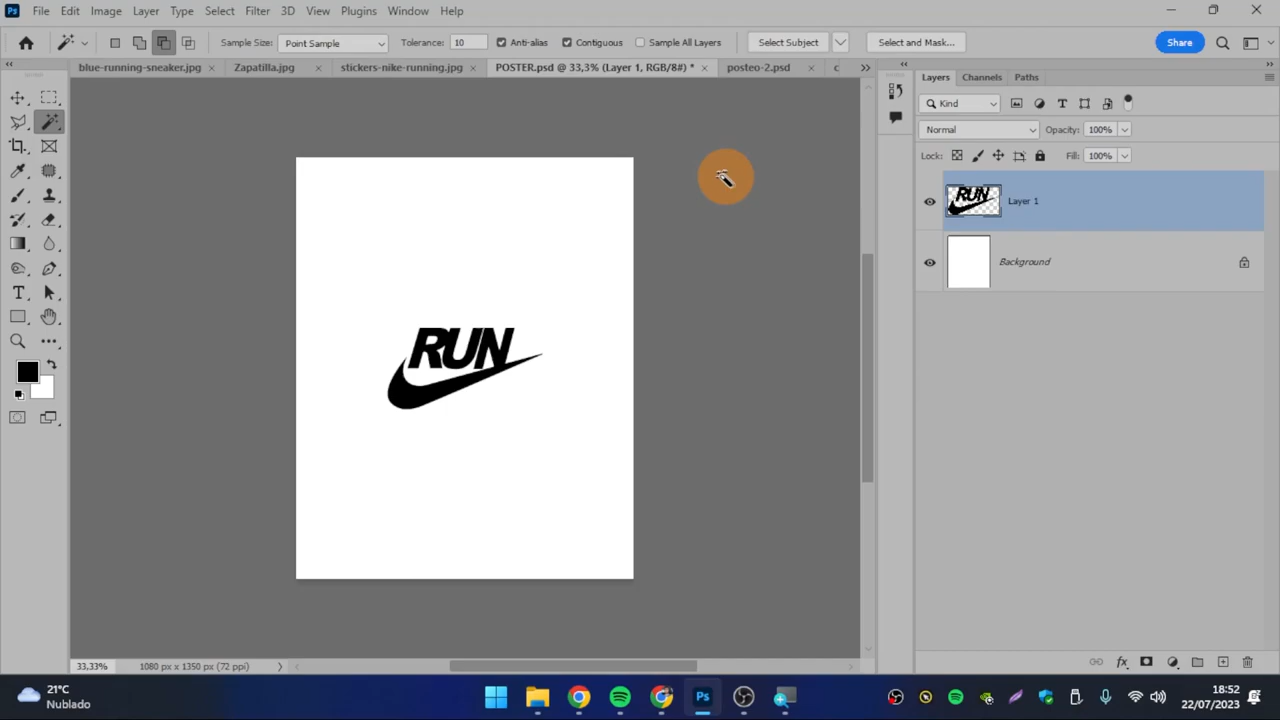 Ps File Edit Image Layer Type Select Filter 3D View Plugins Window Help
Sample Size: Point Sample Tolerance: 10 Anti-alias Contiguous Sample All Layers Select Subject Select and Mask... Share
blue-running-sneaker.jpg Zapatilla.jpg stickers-nike-running.jpg POSTER.psd @ 33,3% (Layer 1, RGB/8#) * posteo-2.psd c
Layers Channels Paths
Kind
Normal Opacity: 100%
Lock: Fill: 100%
RUN Layer 1
Background
RUN
33,33% 1080 px x 1350 px (72 ppi)
21°C
Nublado
Ps
18:52
22/07/2023